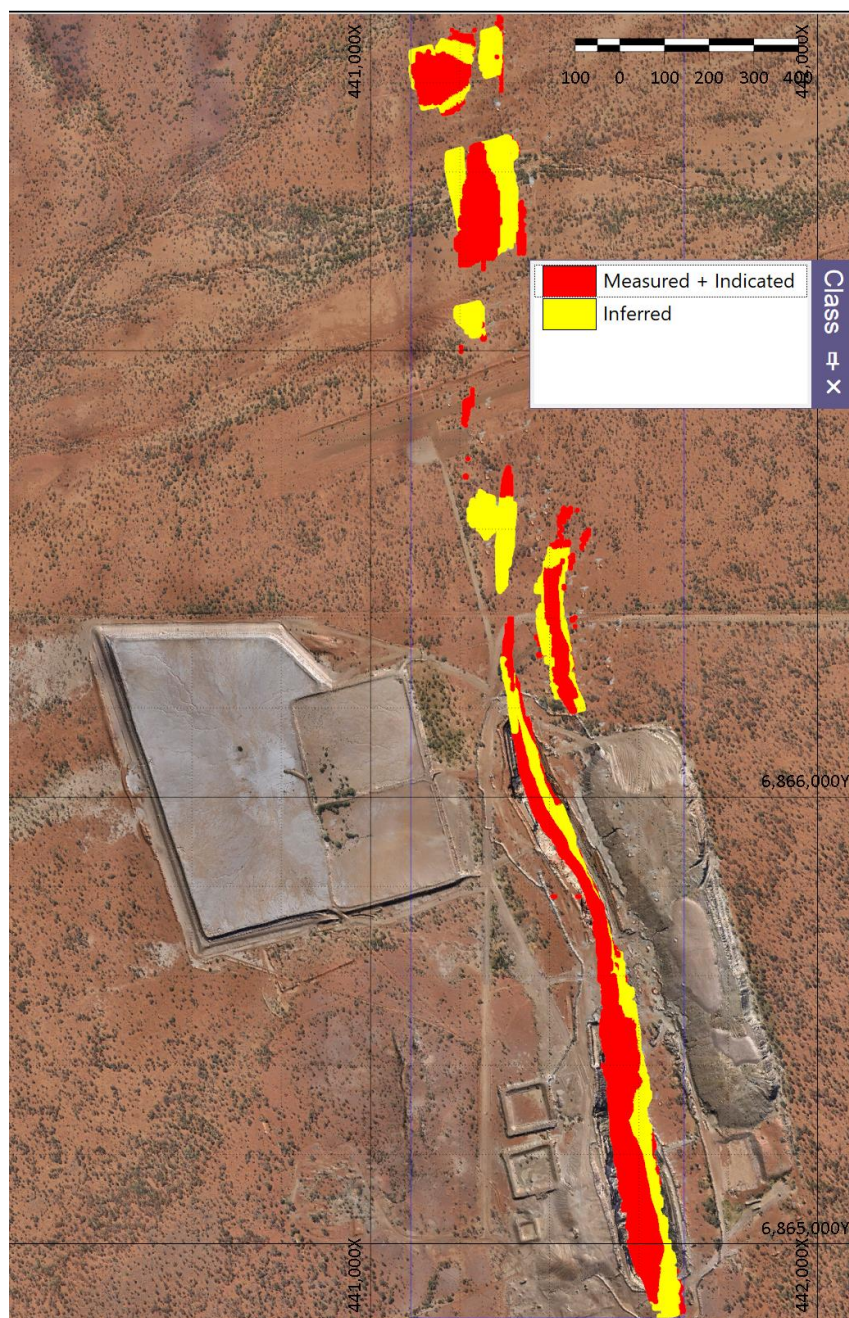 441,000X
442,000X
100 0 100 200 300 400
Measured + Indicated
Inferred
Class
6,866,000Y
6,865,000Y
441,000X
442,000X